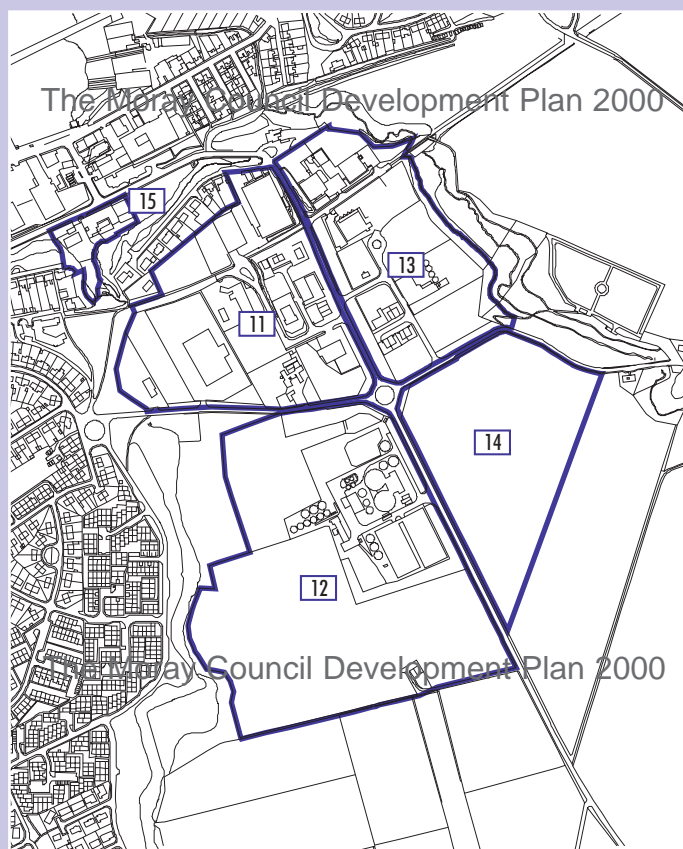 The Moray Council Development Plan 2000
15
13
11
14
12
The Moray Council Development Plan 2000